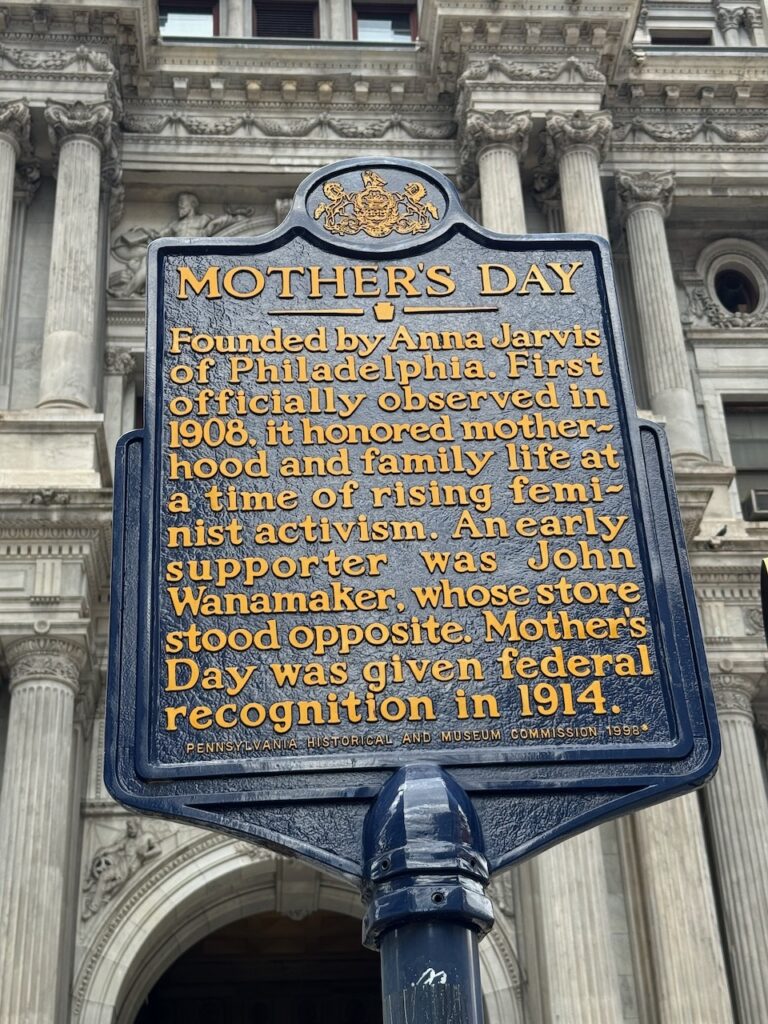 MOTHER'S DAY
Founded by Anna Jarvis
of Philadelphia. First
officially observed in
1908, it honored mother-
hood and family life at
a time of rising femi-
nist activism. An early
supporter was John
Wanamaker, whose store
stood opposite. Mother's
Day was given federal
recognition in 1914.
PENNSYLVANIA HISTORICAL AND MUSEUM COMMISSION 1998